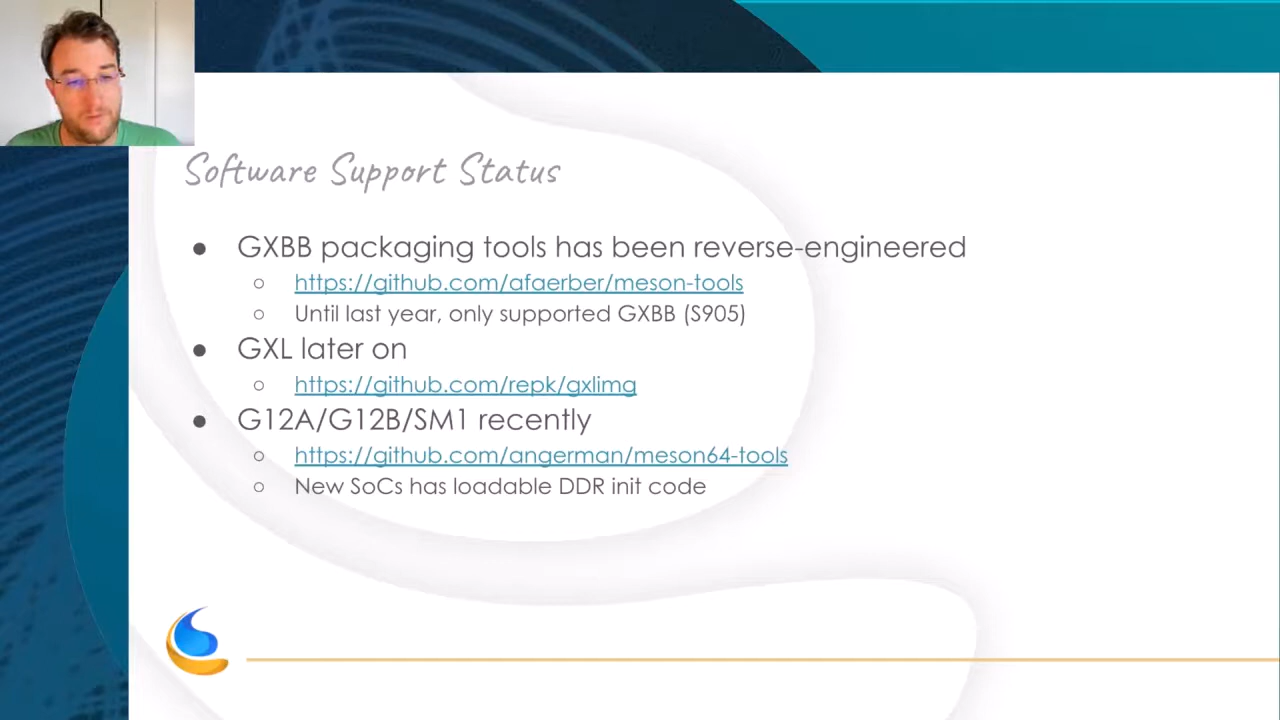 Software Support Status
● GXBB packaging tools has been reverse-engineered
○ https://github.com/afaerber/meson-tools
○ Until last year, only supported GXBB (S905)
● GXL later on
○ https://github.com/repk/gxlimg
● G12A/G12B/SM1 recently
○ https://github.com/angerman/meson64-tools
○ New SoCs has loadable DDR init code